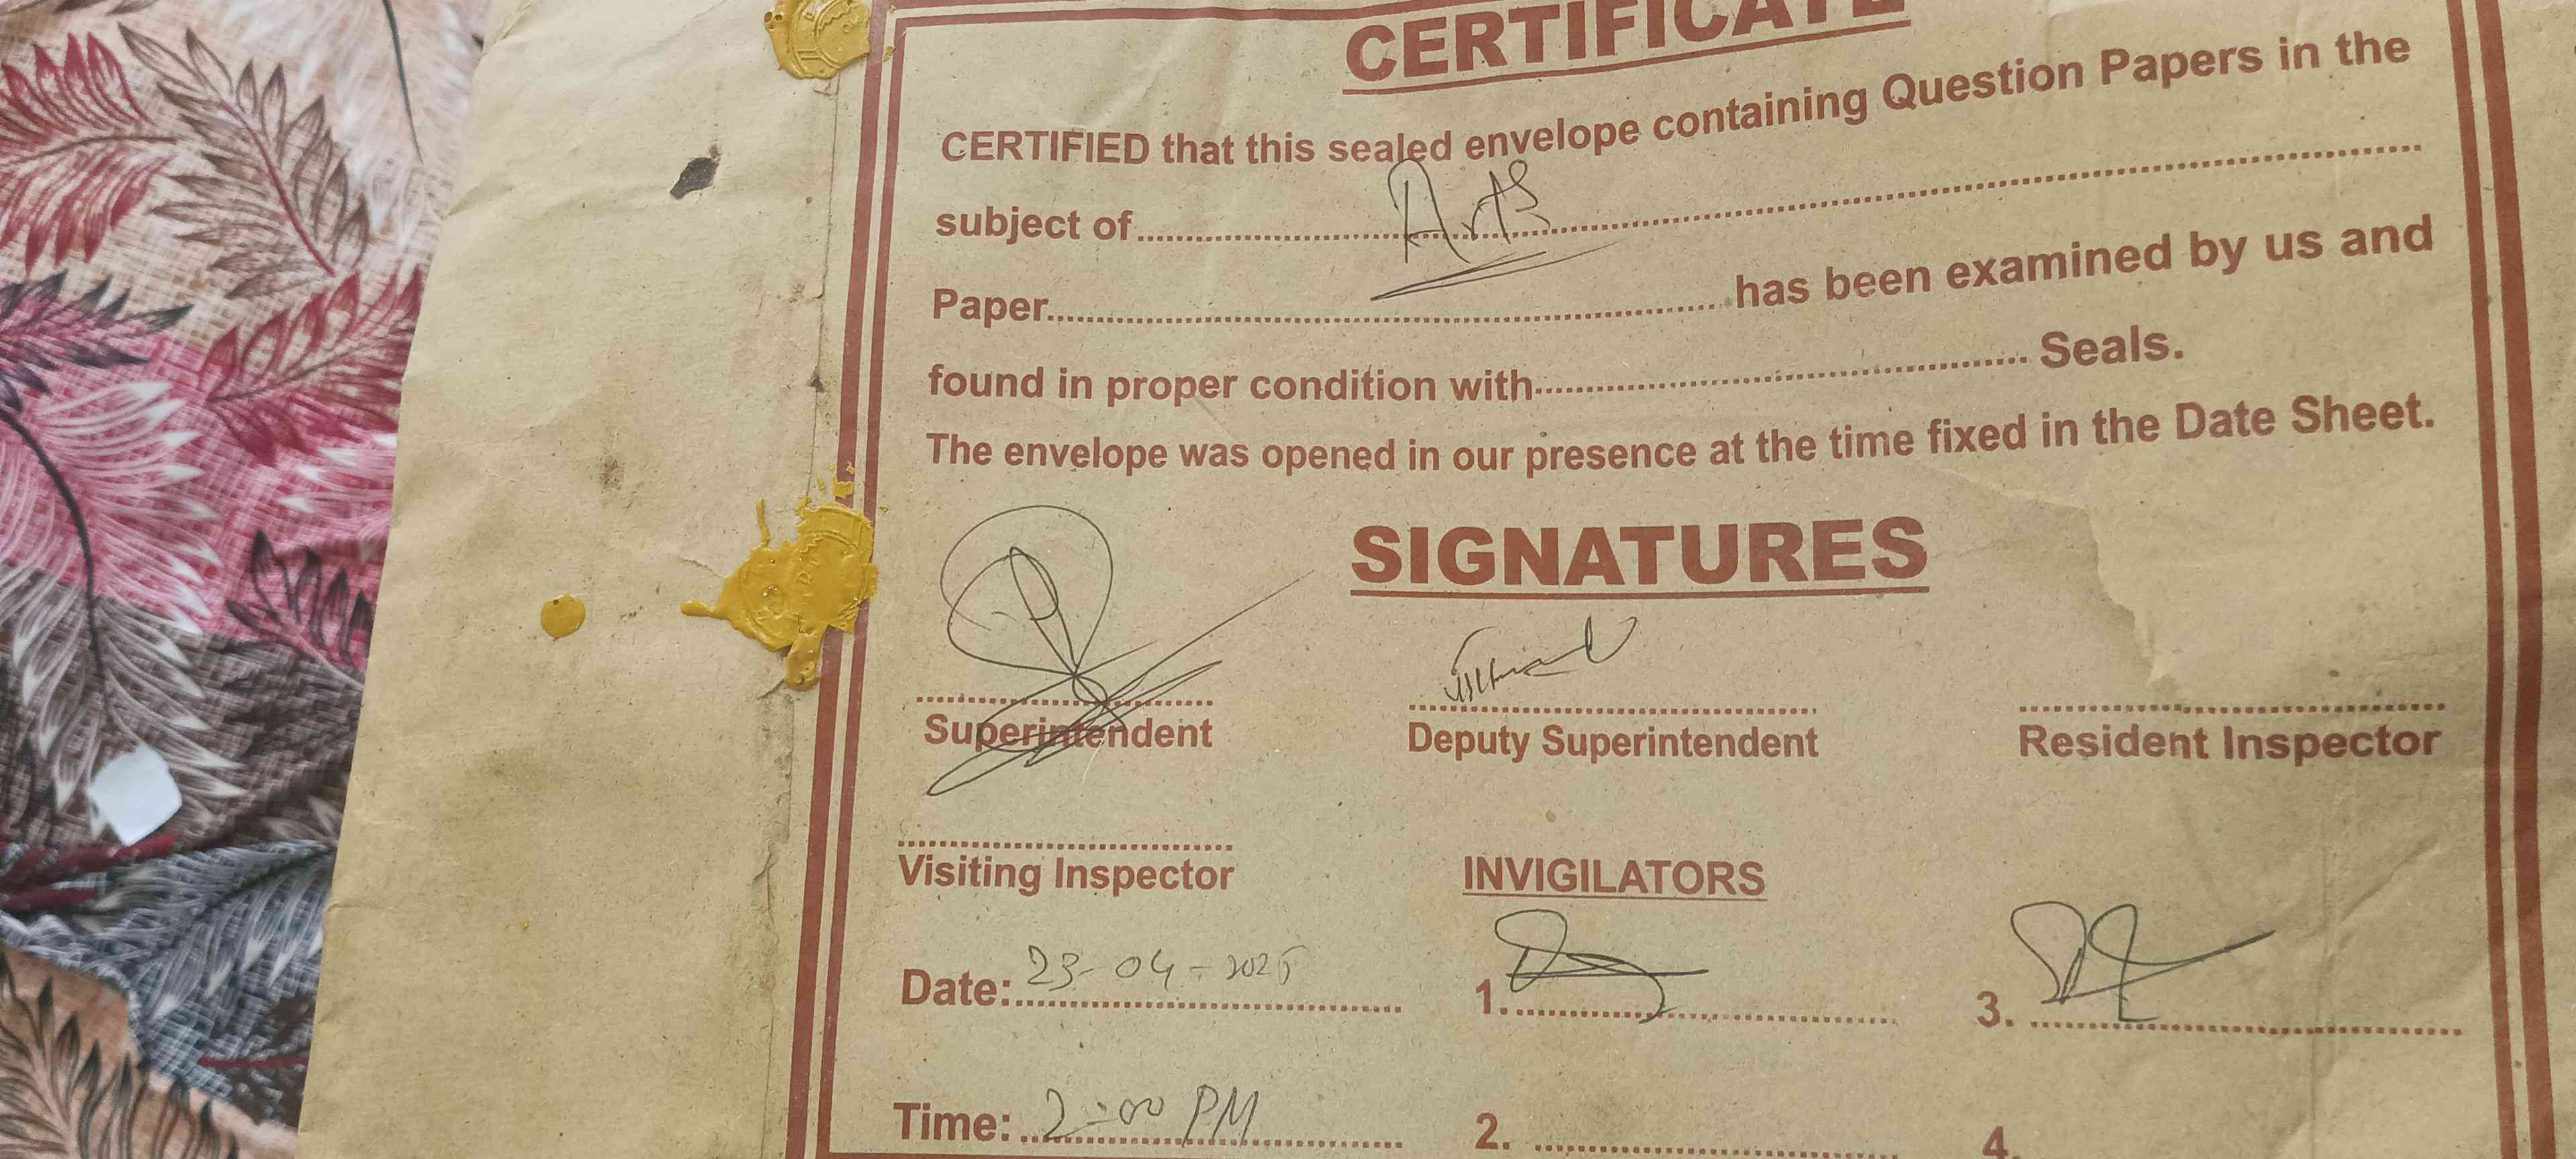 CERTIFICATE
CERTIFIED that this sealed envelope containing Question Papers in the
subject of Arts
Paper has been examined by us and
found in proper condition with Seals.
The envelope was opened in our presence at the time fixed in the Date Sheet.
SIGNATURES
Superintendent Deputy Superintendent Resident Inspector
Visiting Inspector INVIGILATORS
Date: 23-04-2025 1. 3.
Time: 2:00 PM 2. 4.